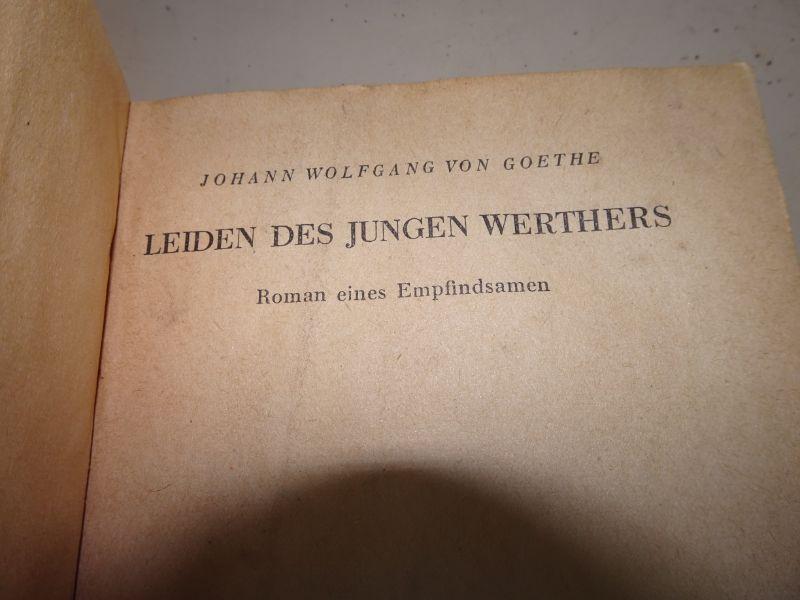 JOHANN WOLFGANG VON GOETHE
LEIDEN DES JUNGEN WERTHERS
Roman eines Empfindsamen